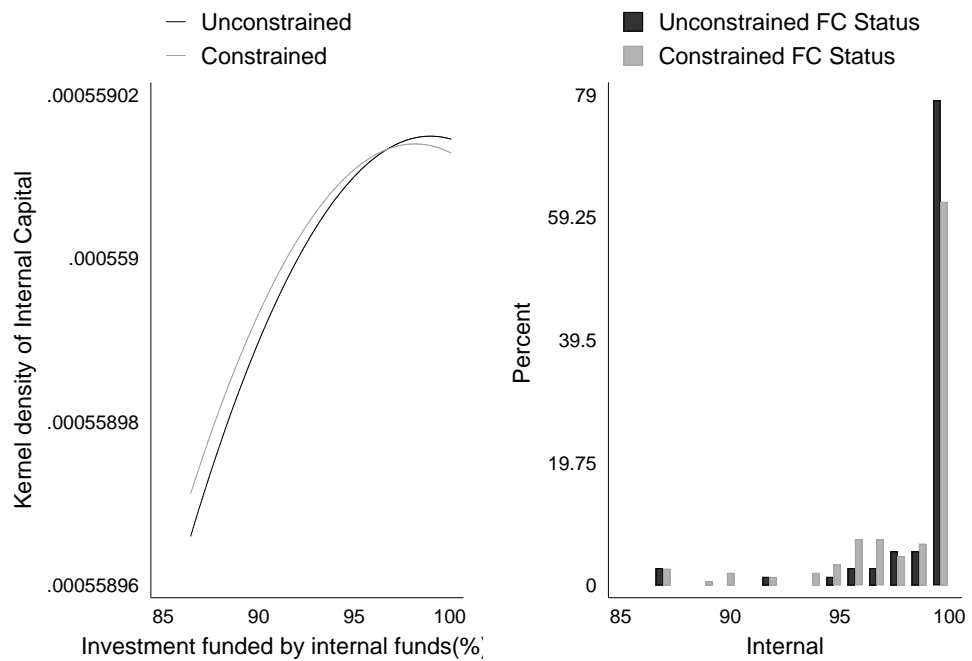 Unconstrained
Constrained
.00055902
.000559
.00055898
.00055896
Kernel density of Internal Capital
85 90 95 100
Investment funded by internal funds(%)
Unconstrained FC Status
Constrained FC Status
79
59.25
39.5
19.75
0
Percent
85 90 95 100
Internal